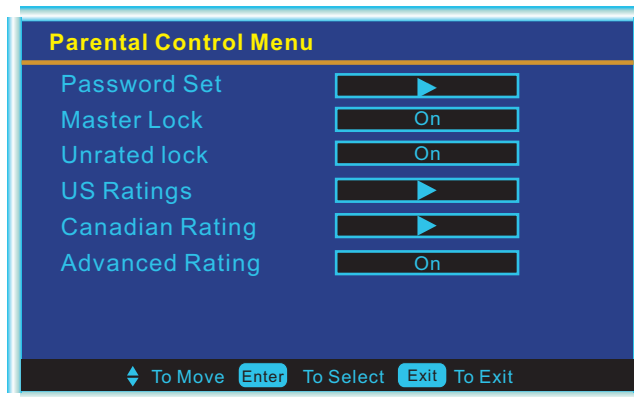 Parental Control Menu
Password Set
Master Lock On
Unrated lock On
US Ratings
Canadian Rating
Advanced Rating On
To Move Enter To Select Exit To Exit